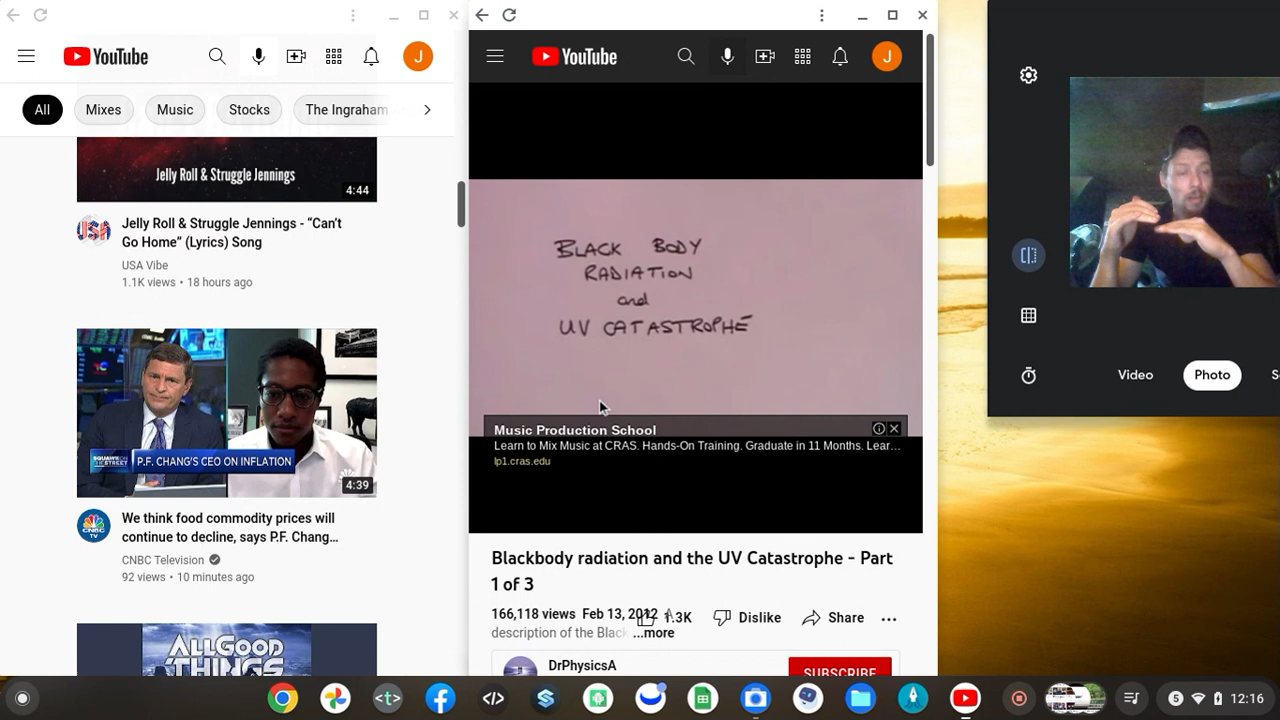 YouTube
J
All
Mixes
Music
Stocks
The Ingraham
Jelly Roll & Struggle Jennings
4:44
Jelly Roll & Struggle Jennings - “Can’t
Go Home” (Lyrics) Song
USA Vibe
1.1K views • 18 hours ago
P.F. CHANG'S CEO ON INFLATION
4:39
We think food commodity prices will
continue to decline, says P.F. Chang…
CNBC Television
92 views • 10 minutes ago
ALLGOOD
THINGS
YouTube
J
BLACK BODY
RADIATION
and
UV CATASTROPHE
Music Production School
Learn to Mix Music at CRAS. Hands-On Training. Graduate in 11 Months. Lear…
lp1.cras.edu
Blackbody radiation and the UV Catastrophe - Part
1 of 3
166,118 views Feb 13, 2012
1.3K
Dislike
Share
description of the Black
...more
DrPhysicsA
SUBSCRIBE
Video
Photo
S
5
12:16